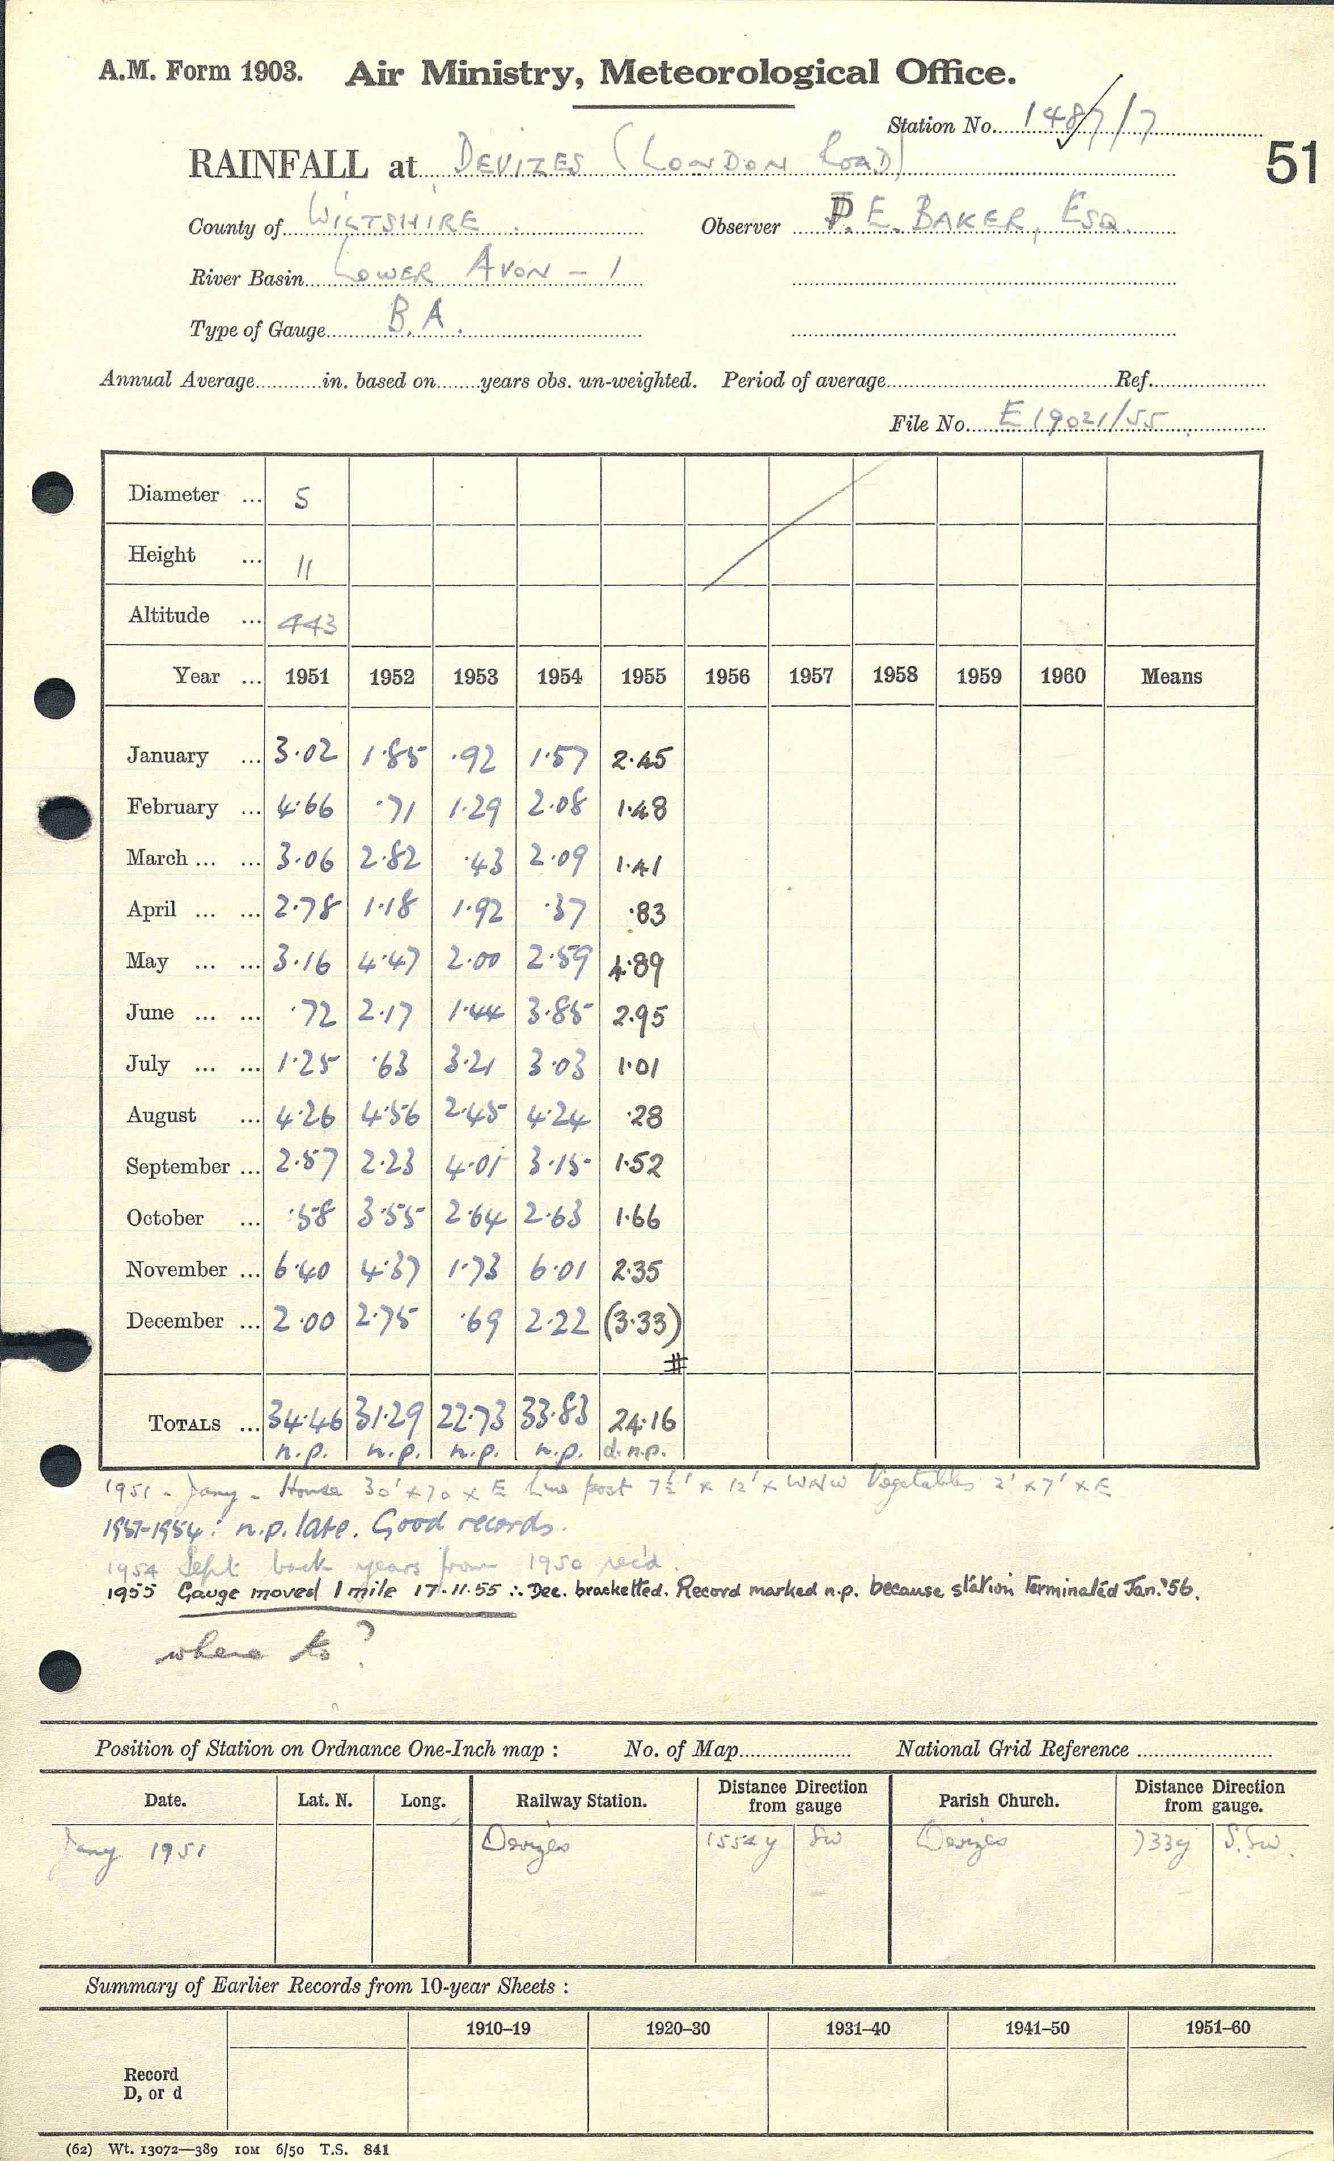 A.M. Form 1903. Air Ministry, Meteorological Office.
Station No. 1487/7
RAINFALL at DEVIZES (LONDON ROAD)
51
County of WILTSHIRE Observer P.E. BAKER, ESQ.
River Basin LOWER AVON – 1
Type of Gauge B.A.
Annual Average in. based on years obs. un-weighted. Period of average Ref.
File No. E19021/55
Diameter ... 5
Height ... 11
Altitude ... 443
Year ... 1951 1952 1953 1954 1955 1956 1957 1958 1959 1960 Means
January ... 3·02 1·85 ·92 1·57 2·45
February ... 4·66 ·71 1·29 2·08 1·48
March ... ... 3·06 2·82 ·43 2·09 1·41
April ... ... 2·78 1·18 1·92 ·37 ·83
May ... ... 3·16 4·47 2·00 2·59 4·89
June ... ... ·72 2·17 1·44 3·85 2·95
July ... ... 1·25 ·63 3·21 3·03 1·01
August ... 4·26 4·56 2·45 4·24 ·28
September ... 2·57 2·23 4·01 3·15 1·52
October ... ·58 3·55 2·64 2·63 1·66
November ... 6·40 4·37 1·73 6·01 2·35
December ... 2·00 2·75 ·69 2·22 (3·33)
#
TOTALS ... 34·46 31·29 22·73 33·83 24·16
n.p. n.p. n.p. n.p. d.n.p.
1951 - Jany - House 30' x 70 x E Line post 7½' x 12' x WNW Vegetables 2' x 7' x E
1951-1954: n.p. late. Good records.
1954 Sept back years from 1950 rec'd.
1955 Gauge moved 1 mile 17·11·55 ∴ Dec. bracketted. Record marked n.p. because station terminated Jan. '56.
where to?
Position of Station on Ordnance One-Inch map : No. of Map National Grid Reference
Date. Lat. N. Long. Railway Station. Distance Direction from gauge Parish Church. Distance Direction from gauge.
Jany 1951 Devizes 1554y SW Devizes 733y S.SW.
Summary of Earlier Records from 10-year Sheets :
1910–19 1920–30 1931–40 1941–50 1951–60
Record
D, or d
(62) Wt. 13072—389 10M 6/50 T.S. 841